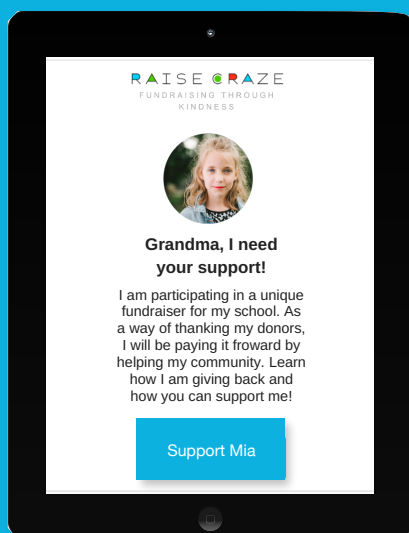 RAISE CRAZE
FUNDRAISING THROUGH
KINDNESS
Grandma, I need
your support!
I am participating in a unique
fundraiser for my school. As
a way of thanking my donors,
I will be paying it froward by
helping my community. Learn
how I am giving back and
how you can support me!
Support Mia